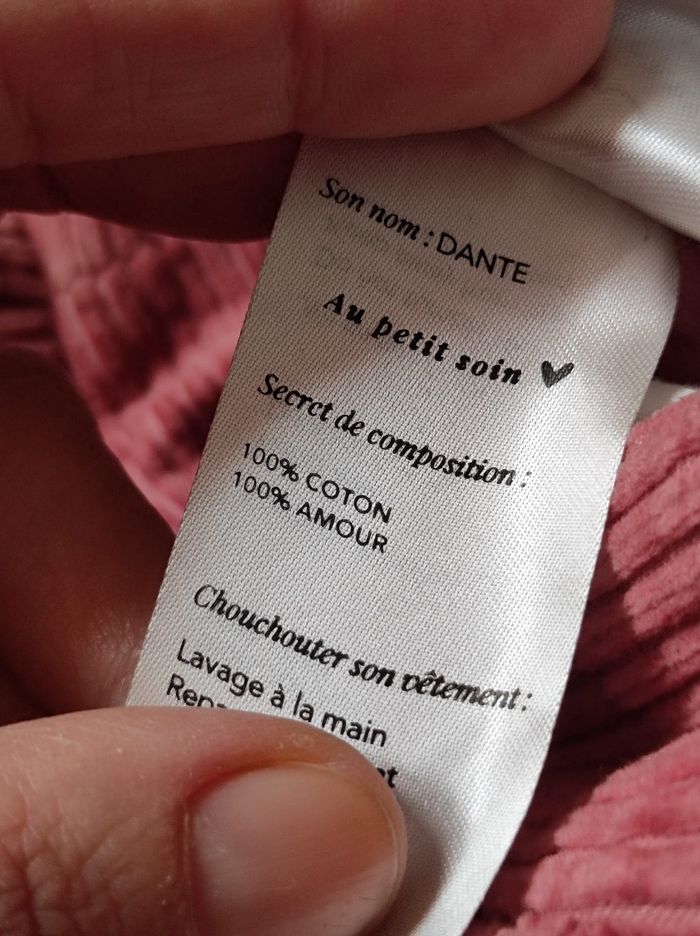 Son nom : DANTE
Au petit soin
Secret de composition :
100% COTON
100% AMOUR
Chouchouter son vêtement :
Lavage à la main